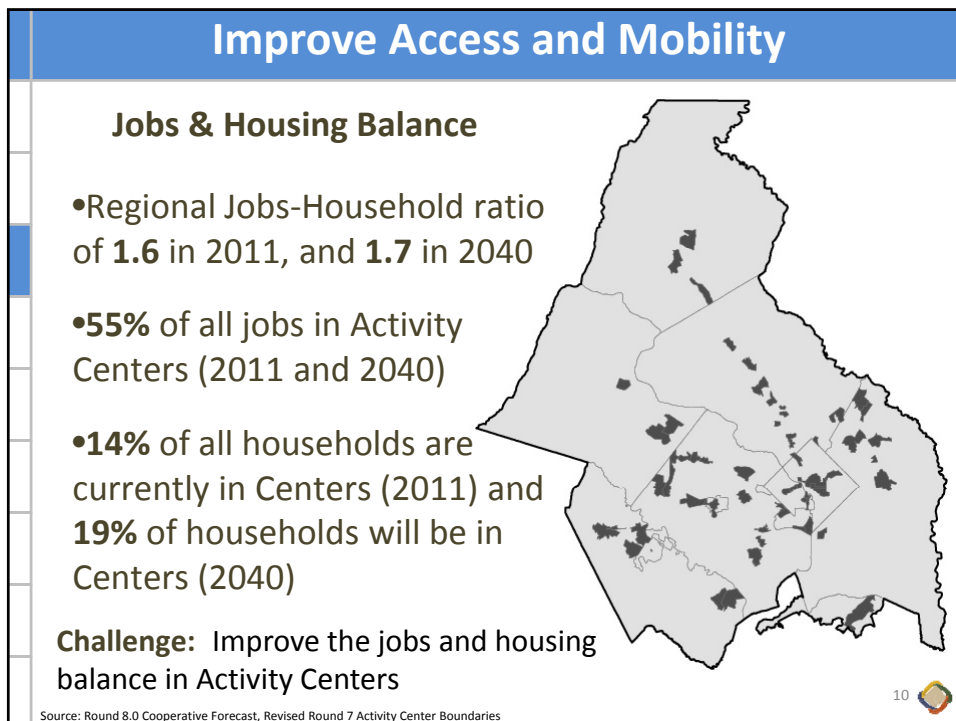 Improve Access and Mobility
Jobs & Housing Balance
•Regional Jobs-Household ratio
of 1.6 in 2011, and 1.7 in 2040
•55% of all jobs in Activity
Centers (2011 and 2040)
•14% of all households are
currently in Centers (2011) and
19% of households will be in
Centers (2040)
Challenge: Improve the jobs and housing
balance in Activity Centers
10
Source: Round 8.0 Cooperative Forecast, Revised Round 7 Activity Center Boundaries